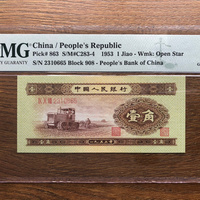 PMG
China / People's Republic
Pick# 863 S/M#C283-4 1953 1 Jiao - Wmk: Open Star
S/N 2310665 Block 908 - People's Bank of China
中国人民银行
壹角